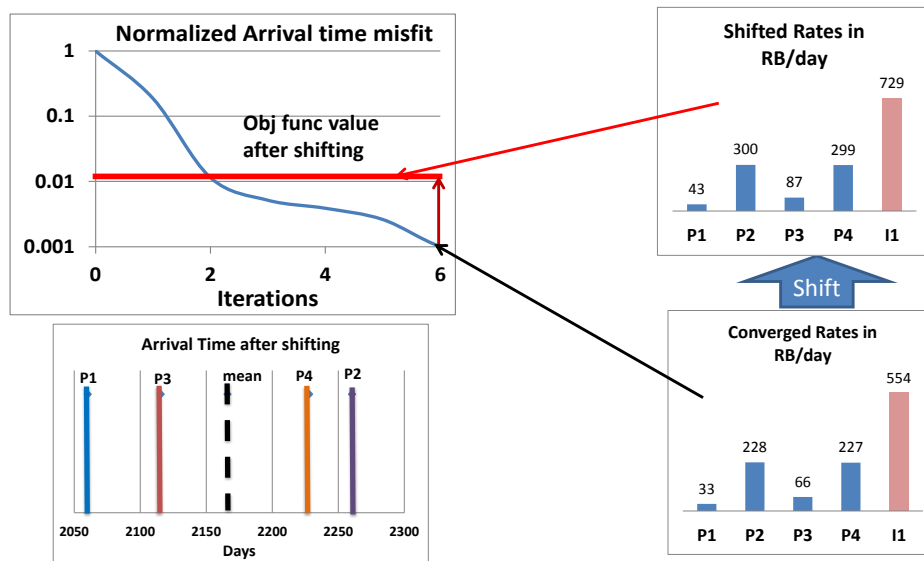 Normalized Arrival time misfit
1
0.1
0.01
0.001
Obj func value
after shifting
0
2
4
6
Iterations
Shifted Rates in
RB/day
43
300
87
299
729
P1 P2 P3 P4 I1
Shift
Converged Rates in
RB/day
33
228
66
227
554
P1 P2 P3 P4 I1
Arrival Time after shifting
P1 P3 mean P4 P2
2050 2100 2150 2200 2250 2300
Days